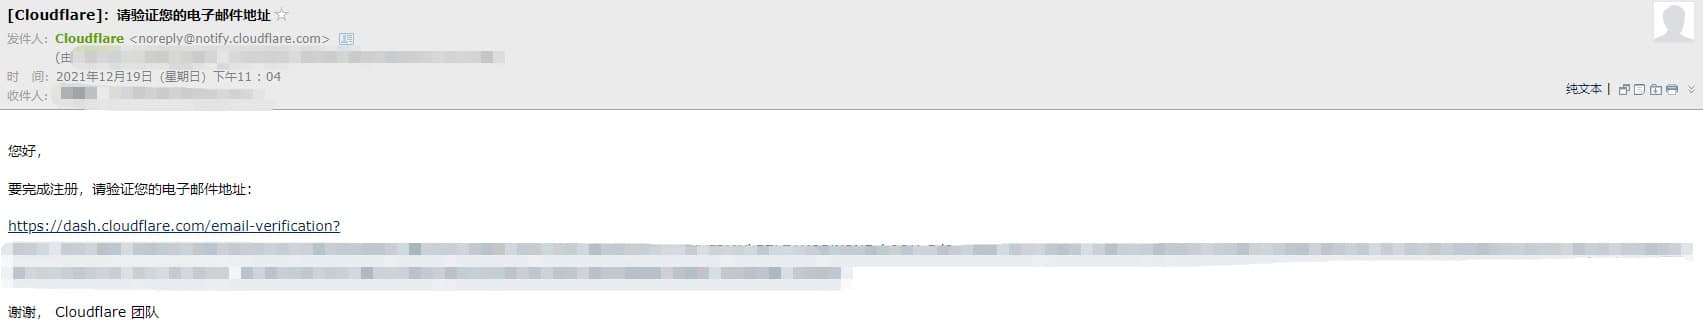 [Cloudflare]：请验证您的电子邮件地址
发件人：Cloudflare <noreply@notify.cloudflare.com>
(由
时 间：2021年12月19日（星期日）下午11：04
收件人：
纯文本 |
您好，
要完成注册，请验证您的电子邮件地址：
https://dash.cloudflare.com/email-verification?
谢谢， Cloudflare 团队